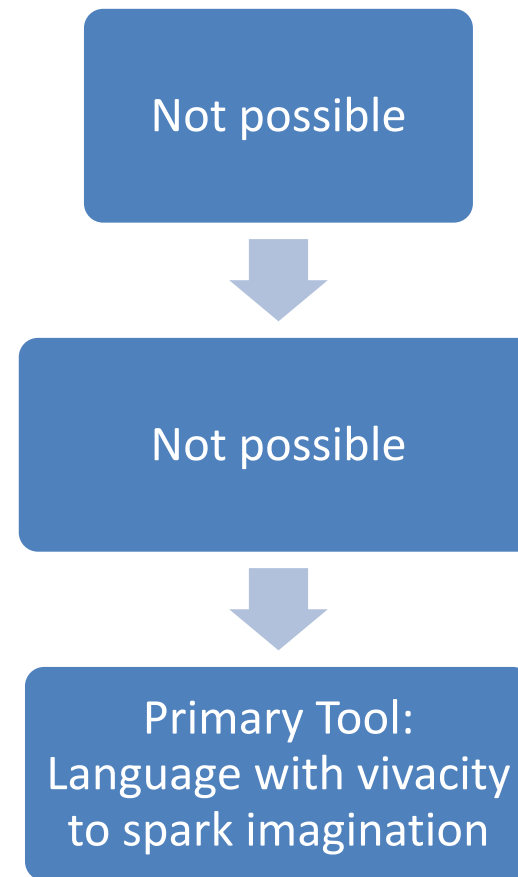 Not possible
Not possible
Primary Tool:
Language with vivacity
to spark imagination